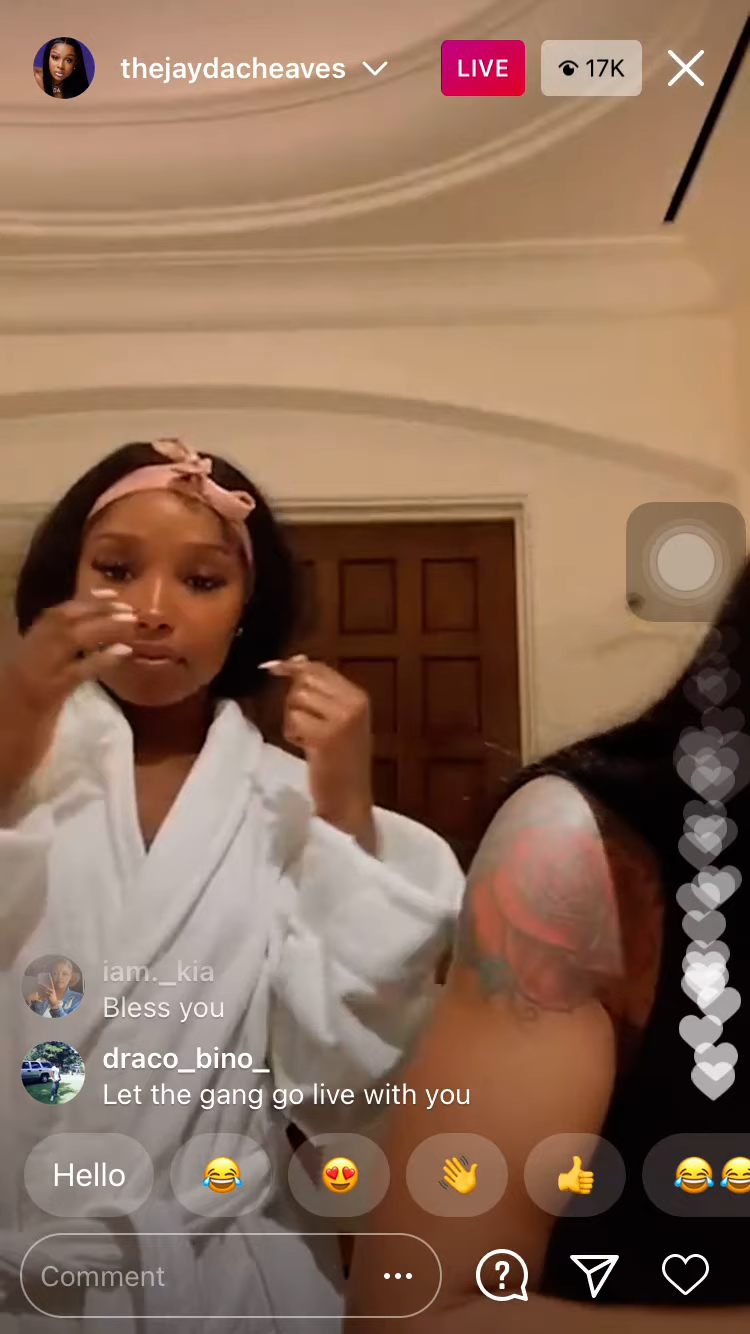 thejaydacheaves
LIVE
17K
iam._kia
Bless you
draco_bino_
Let the gang go live with you
Hello
Comment